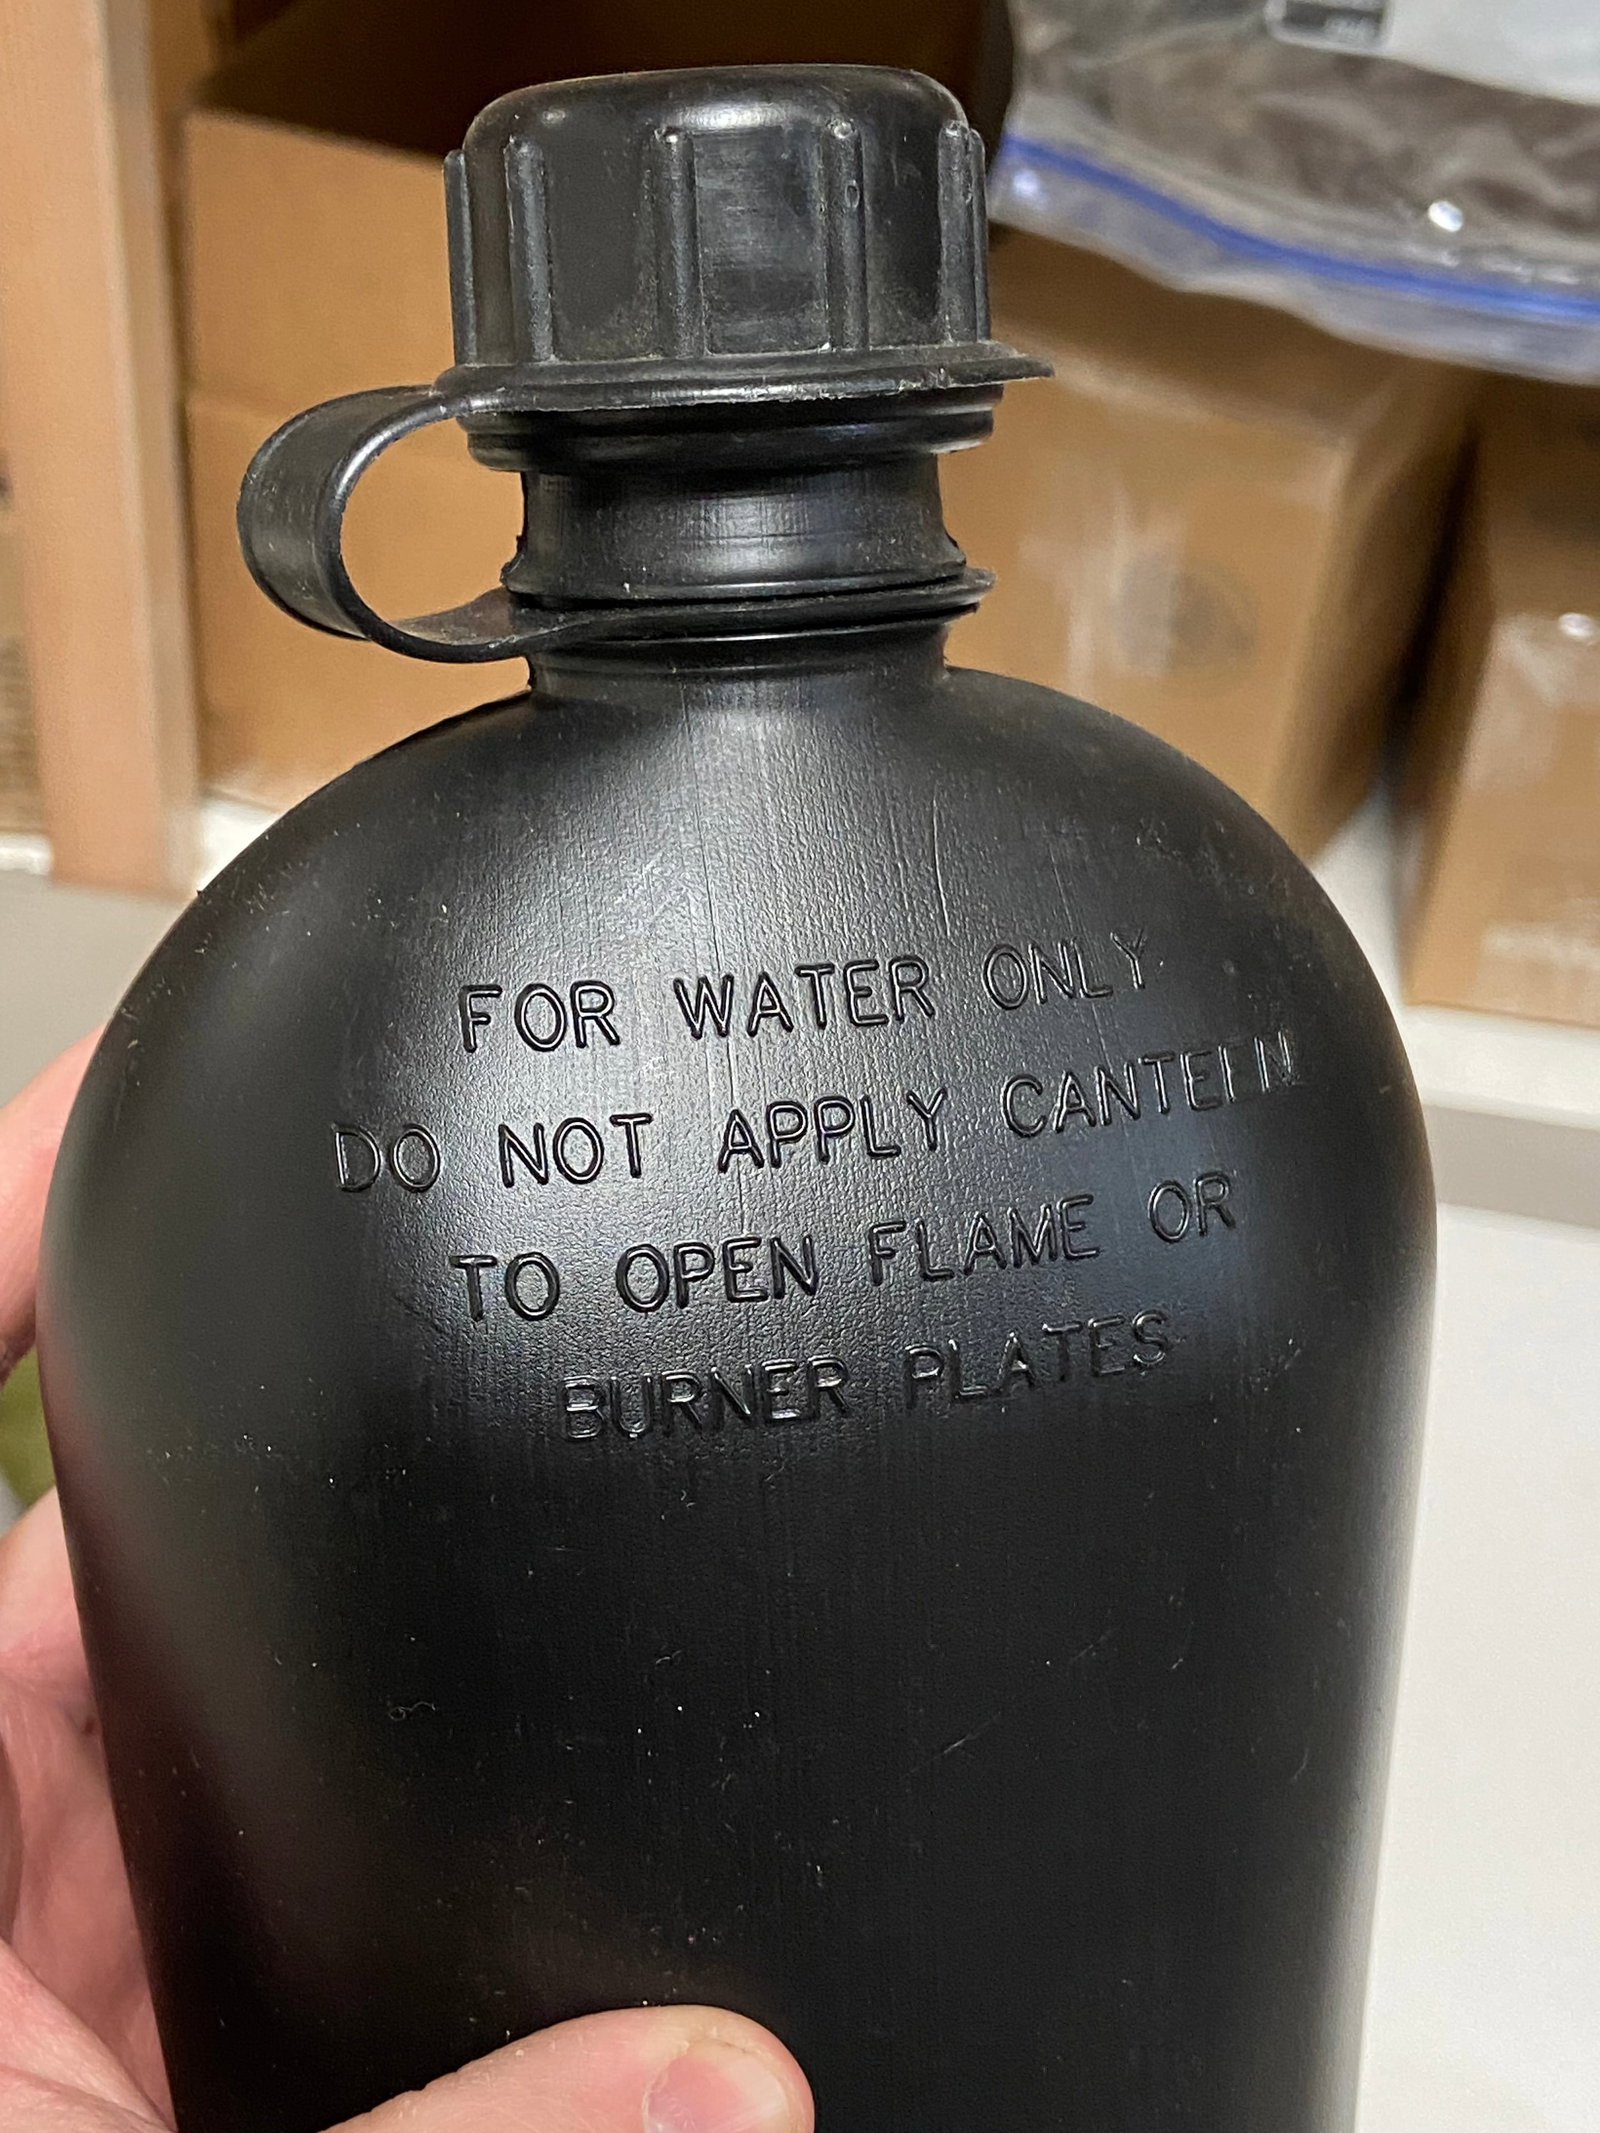 FOR WATER ONLY
DO NOT APPLY CANTEEN
TO OPEN FLAME OR
BURNER PLATES